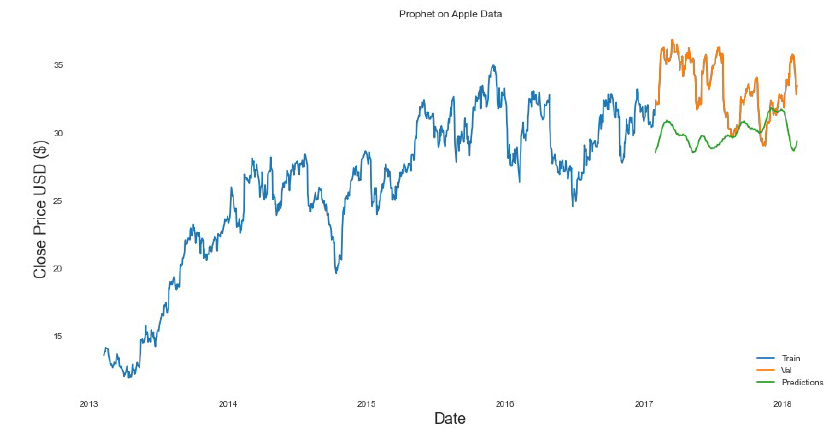 Prophet on Apple Data
Close Price USD ($)
35
30
25
20
15
2013 2014 2015 2016 2017 2018
Date
Train
Val
Predictions